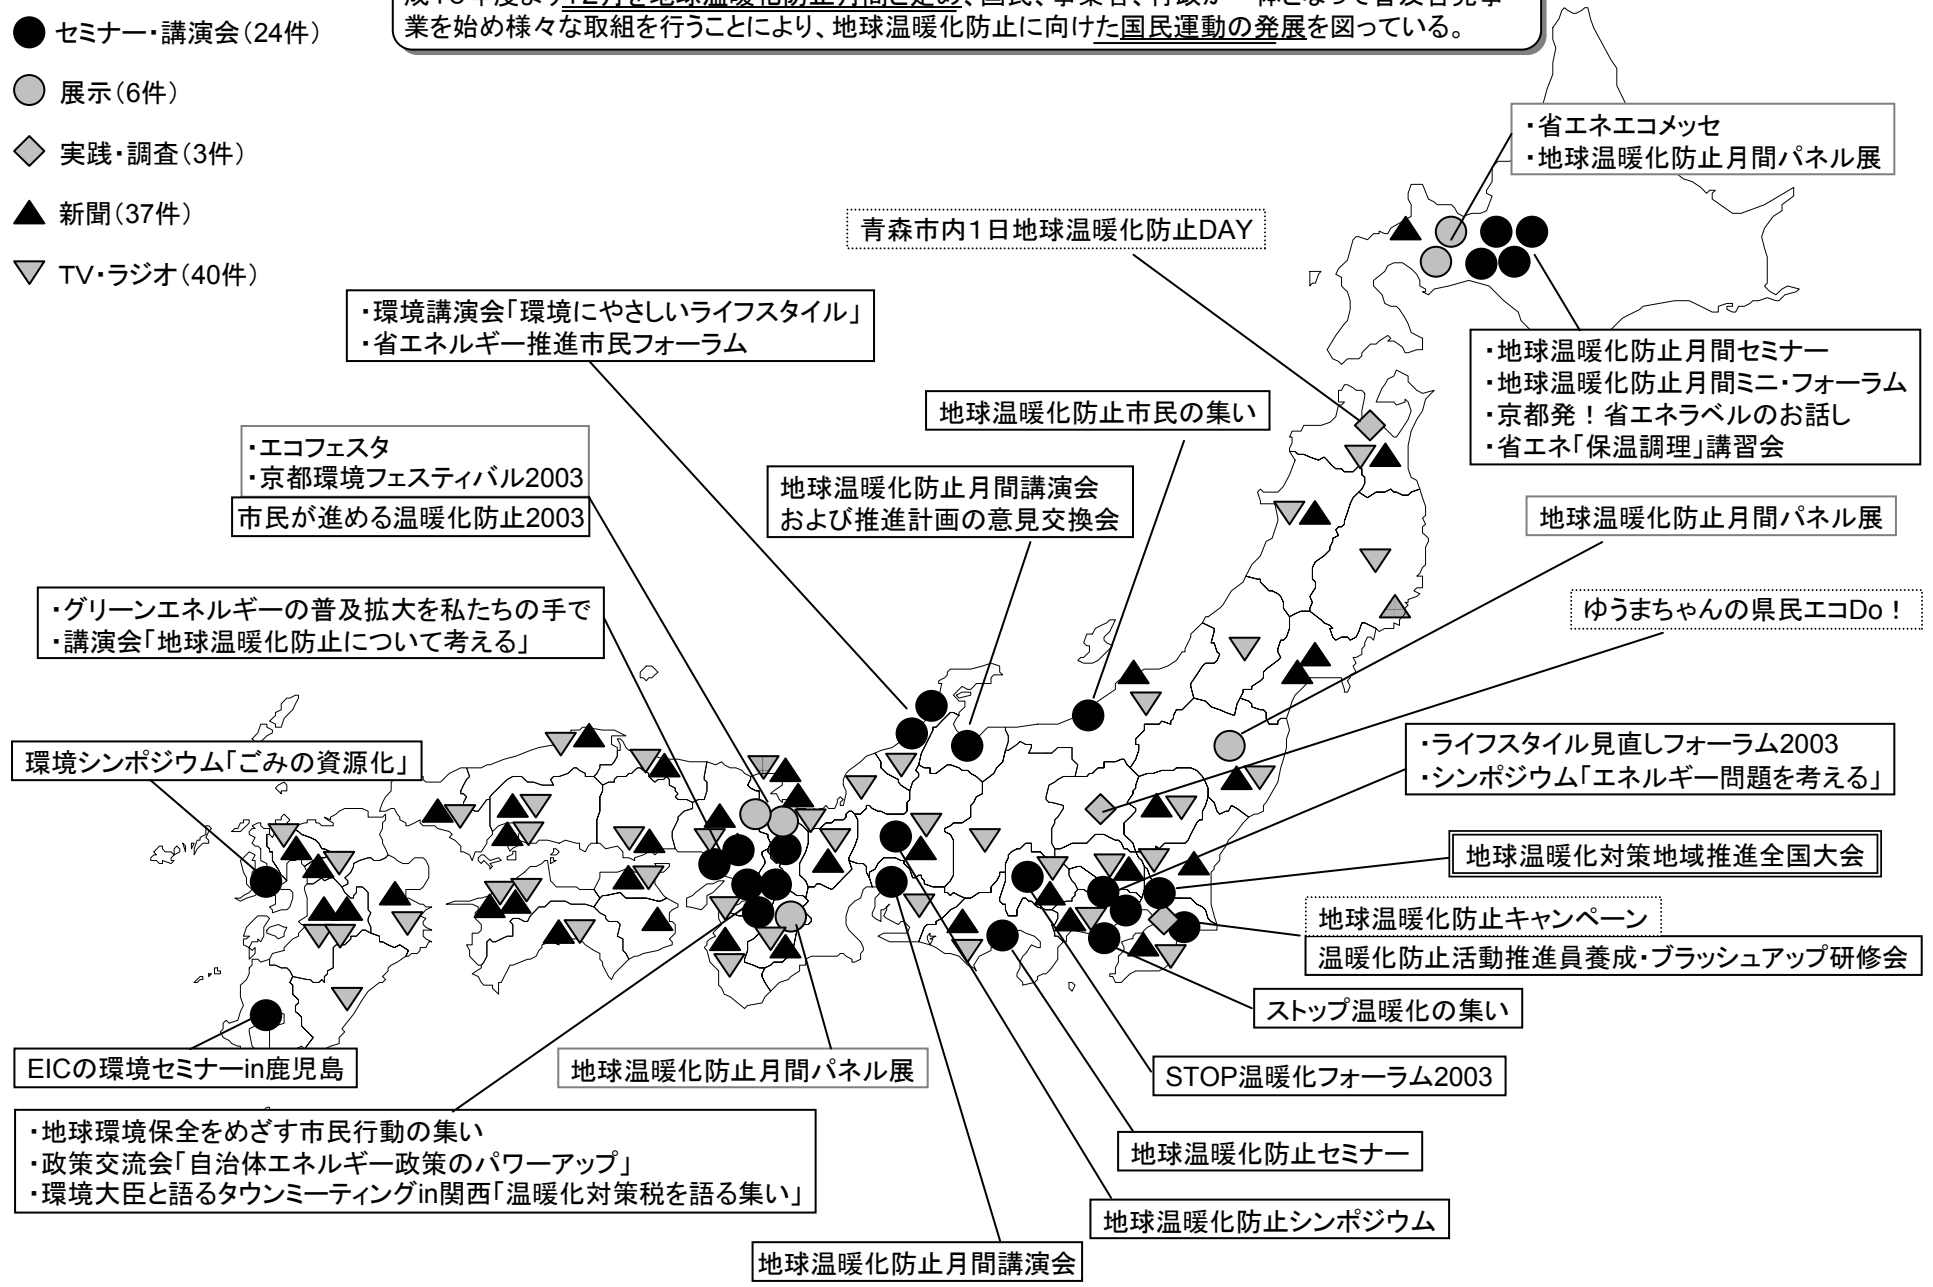 業を始め様々な取組を行うことにより、地球温暖化防止に向けた国民運動の発展を図っている。
セミナー・講演会(24件)
展示(6件)
実践・調査(3件)
新聞(37件)
TV・ラジオ(40件)
・省エネエコメッセ
・地球温暖化防止月間パネル展
青森市内1日地球温暖化防止DAY
・環境講演会「環境にやさしいライフスタイル」
・省エネルギー推進市民フォーラム
・地球温暖化防止月間セミナー
・地球温暖化防止月間ミニ・フォーラム
・京都発!省エネラベルのお話し
・省エネ「保温調理」講習会
地球温暖化防止市民の集い
・エコフェスタ
・京都環境フェスティバル2003
市民が進める温暖化防止2003
地球温暖化防止月間講演会
および推進計画の意見交換会
地球温暖化防止月間パネル展
・グリーンエネルギーの普及拡大を私たちの手で
・講演会「地球温暖化防止について考える」
ゆうまちゃんの県民エコDo!
環境シンポジウム「ごみの資源化」
・ライフスタイル見直しフォーラム2003
・シンポジウム「エネルギー問題を考える」
地球温暖化対策地域推進全国大会
地球温暖化防止キャンペーン
温暖化防止活動推進員養成・ブラッシュアップ研修会
ストップ温暖化の集い
EICの環境セミナーin鹿児島
地球温暖化防止月間パネル展
STOP温暖化フォーラム2003
・地球環境保全をめざす市民行動の集い
・政策交流会「自治体エネルギー政策のパワーアップ」
・環境大臣と語るタウンミーティングin関西「温暖化対策税を語る集い」
地球温暖化防止セミナー
地球温暖化防止シンポジウム
地球温暖化防止月間講演会